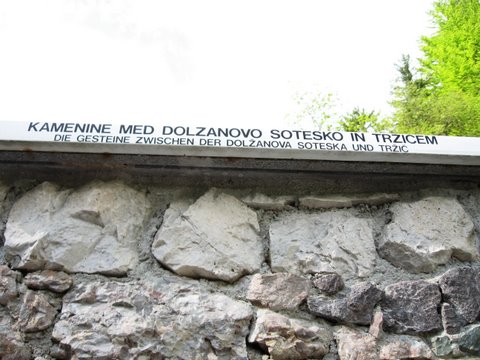 KAMENINE MED DOLZANOVO SOTESKO IN TRZICEM
DIE GESTEINE ZWISCHEN DER DOLZANOVA SOTESKA UND TRZIC